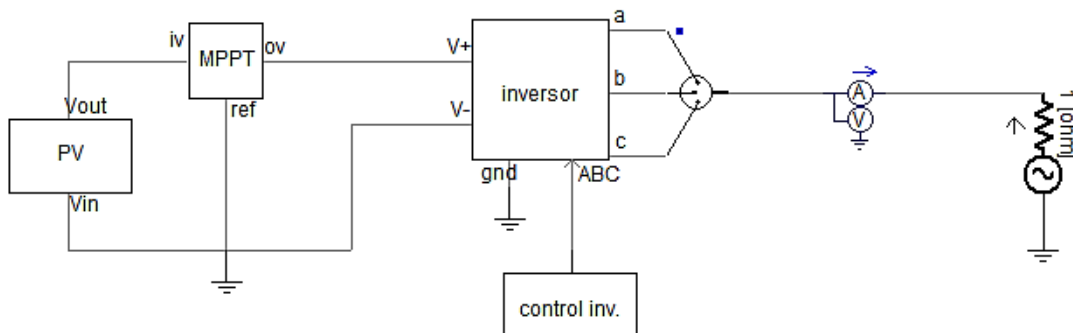 a
iv
MPPT
ov
V+
Vout
ref
inversor
b
A
V
1 [ohm]
PV
V-
c
Vin
gnd
ABC
control inv.